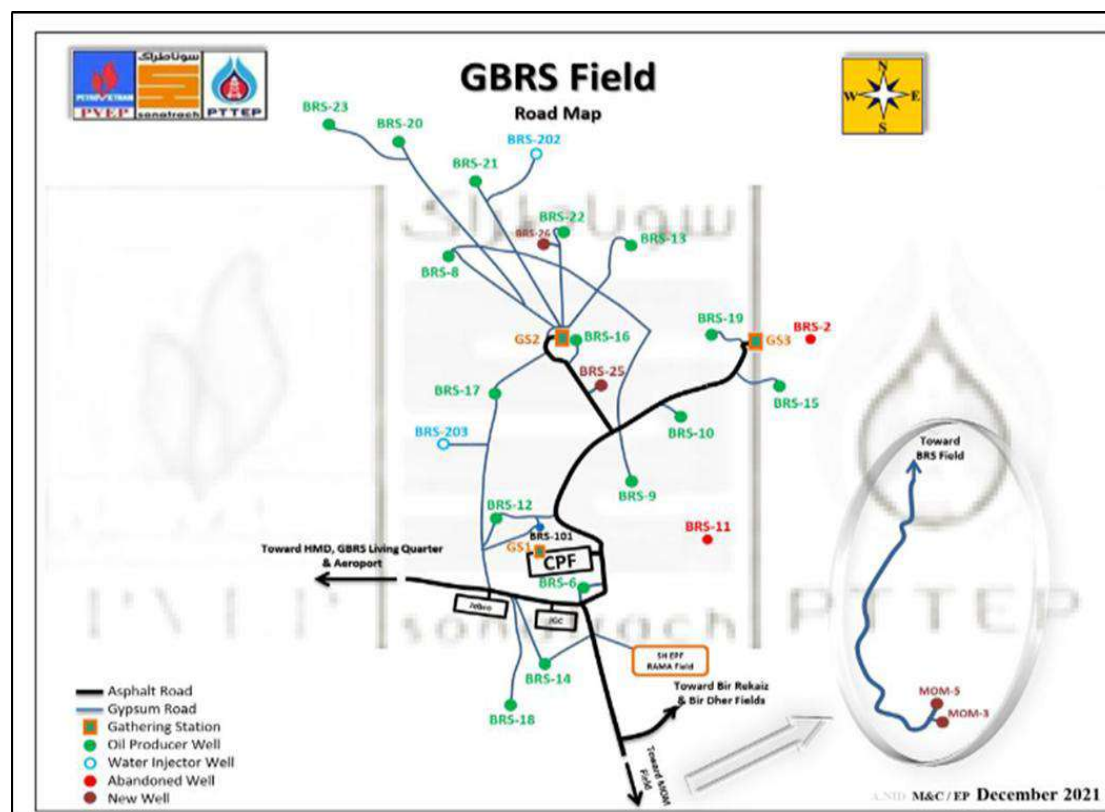 PETROVIETNAM
PVEP
سوناطراك
sonatrach
PTTEP
GBRS Field
Road Map
N
W E
S
BRS-23
BRS-20
BRS-202
BRS-21
BRS-22
BRS-26
BRS-13
BRS-8
سوناطراك
GS2
BRS-16
BRS-19
GS3
BRS-2
BRS-25
BRS-17
BRS-15
BRS-10
BRS-203
Toward
BRS Field
BRS-9
BRS-12
BRS-101
BRS-11
GS1
CPF
Toward HMD, GBRS Living Quarter
& Aeroport
BRS-6
JGC
sonatrach
PTTEP
SH EPF
RAMA Field
BRS-14
BRS-18
Toward Bir Rekaiz
& Bir Dher Fields
Toward MOM
Field
MOM-5
MOM-3
Asphalt Road
Gypsum Road
Gathering Station
Oil Producer Well
Water Injector Well
Abandoned Well
New Well
M&C / EP December 2021